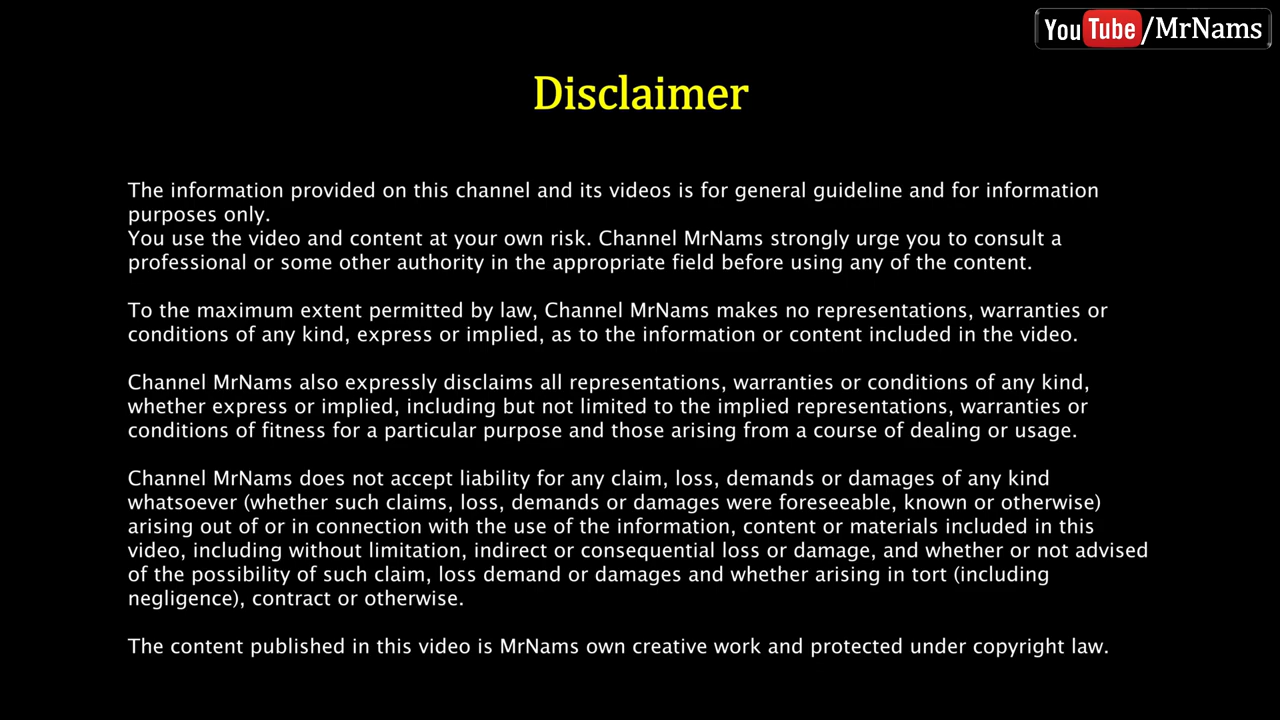 YouTube/MrNams
Disclaimer
The information provided on this channel and its videos is for general guideline and for information
purposes only.
You use the video and content at your own risk. Channel MrNams strongly urge you to consult a
professional or some other authority in the appropriate field before using any of the content.
To the maximum extent permitted by law, Channel MrNams makes no representations, warranties or
conditions of any kind, express or implied, as to the information or content included in the video.
Channel MrNams also expressly disclaims all representations, warranties or conditions of any kind,
whether express or implied, including but not limited to the implied representations, warranties or
conditions of fitness for a particular purpose and those arising from a course of dealing or usage.
Channel MrNams does not accept liability for any claim, loss, demands or damages of any kind
whatsoever (whether such claims, loss, demands or damages were foreseeable, known or otherwise)
arising out of or in connection with the use of the information, content or materials included in this
video, including without limitation, indirect or consequential loss or damage, and whether or not advised
of the possibility of such claim, loss demand or damages and whether arising in tort (including
negligence), contract or otherwise.
The content published in this video is MrNams own creative work and protected under copyright law.